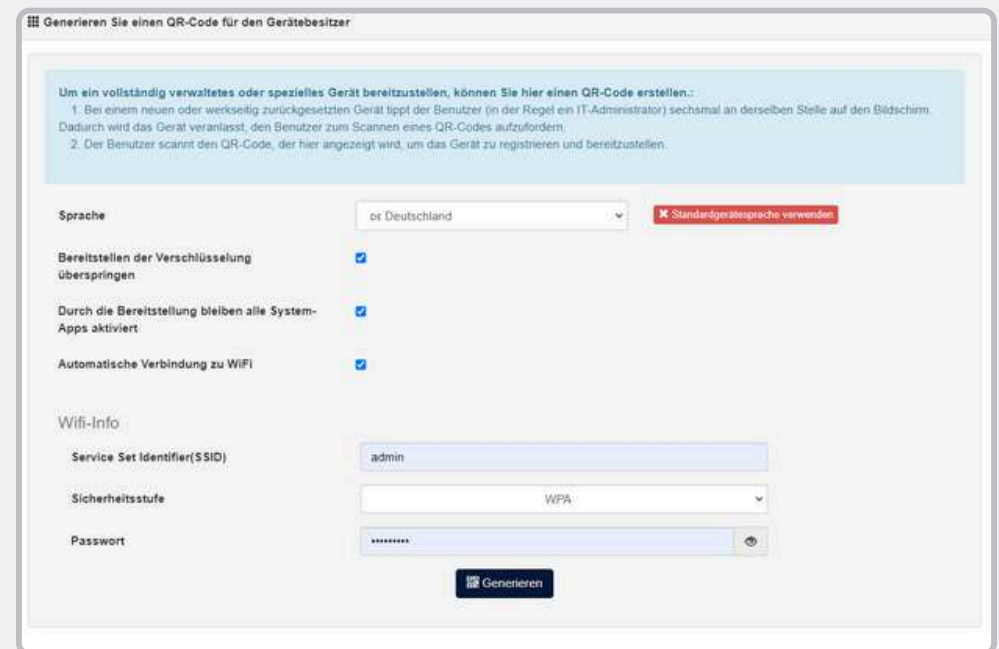 Generieren Sie einen QR-Code für den Gerätebesitzer
Um ein vollständig verwaltetes oder spezielles Gerät bereitzustellen, können Sie hier einen QR-Code erstellen.:
1. Bei einem neuen oder werkseitig zurückgesetzten Gerät tippt der Benutzer (in der Regel ein IT-Administrator) sechsmal an derselben Stelle auf den Bildschirm.
Dadurch wird das Gerät veranlasst, den Benutzer zum Scannen eines QR-Codes aufzufordern.
2. Der Benutzer scannt den QR-Code, der hier angezeigt wird, um das Gerät zu registrieren und bereitzustellen.
Sprache
DE Deutschland
Standardgerätesprache verwenden
Bereitstellen der Verschlüsselung
überspringen
Durch die Bereitstellung bleiben alle System-
Apps aktiviert
Automatische Verbindung zu WiFi
Wifi-Info
Service Set Identifier(SSID)
admin
Sicherheitsstufe
WPA
Passwort
•••••••••
Generieren